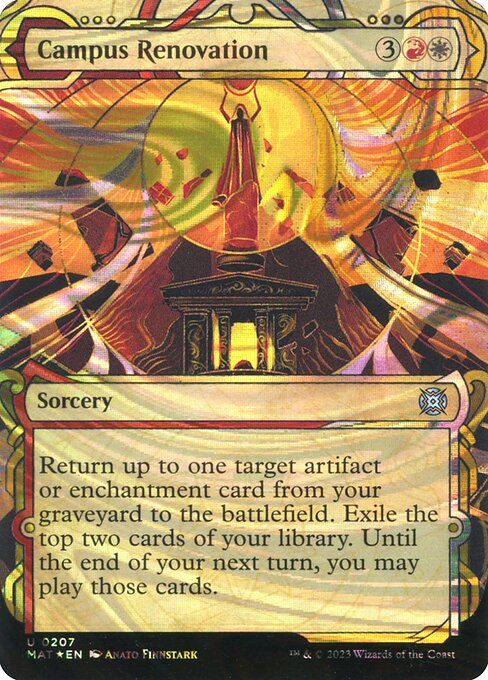 Campus Renovation 3
Sorcery
Return up to one target artifact
or enchantment card from your
graveyard to the battlefield. Exile the
top two cards of your library. Until
the end of your next turn, you may
play those cards.
U 0207
MAT★EN Anato Finnstark
™ & © 2023 Wizards of the Coast